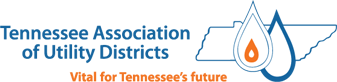 Tennessee Association
of Utility Districts
Vital for Tennessee's future